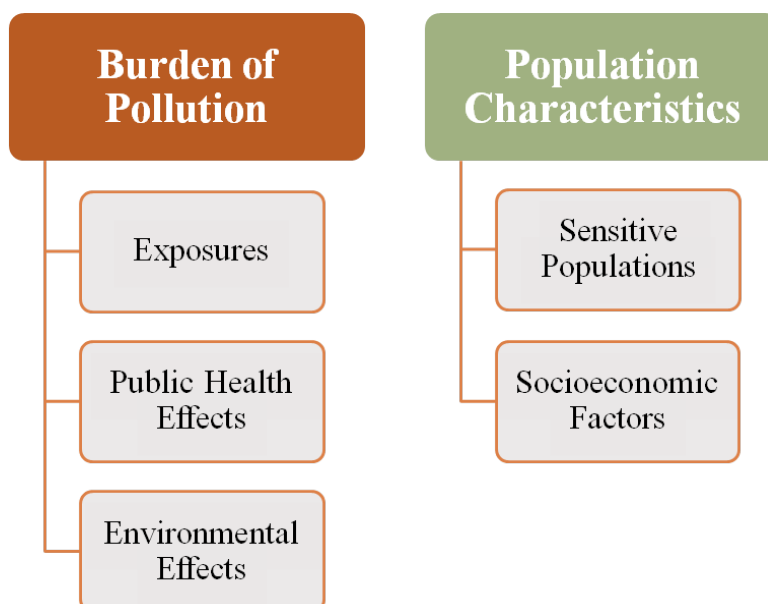 Burden of
Pollution
Exposures
Public Health
Effects
Environmental
Effects
Population
Characteristics
Sensitive
Populations
Socioeconomic
Factors